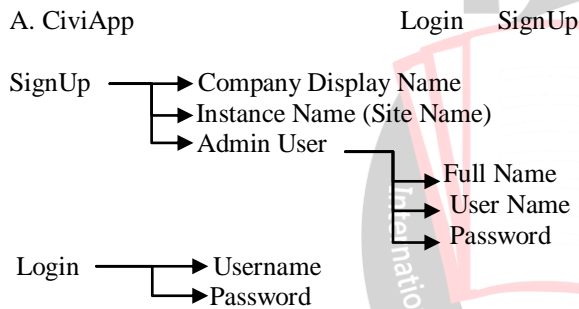 A. CiviApp Login SignUp
SignUp Company Display Name
Instance Name (Site Name)
Admin User
Full Name
User Name
Password
Login Username
Password